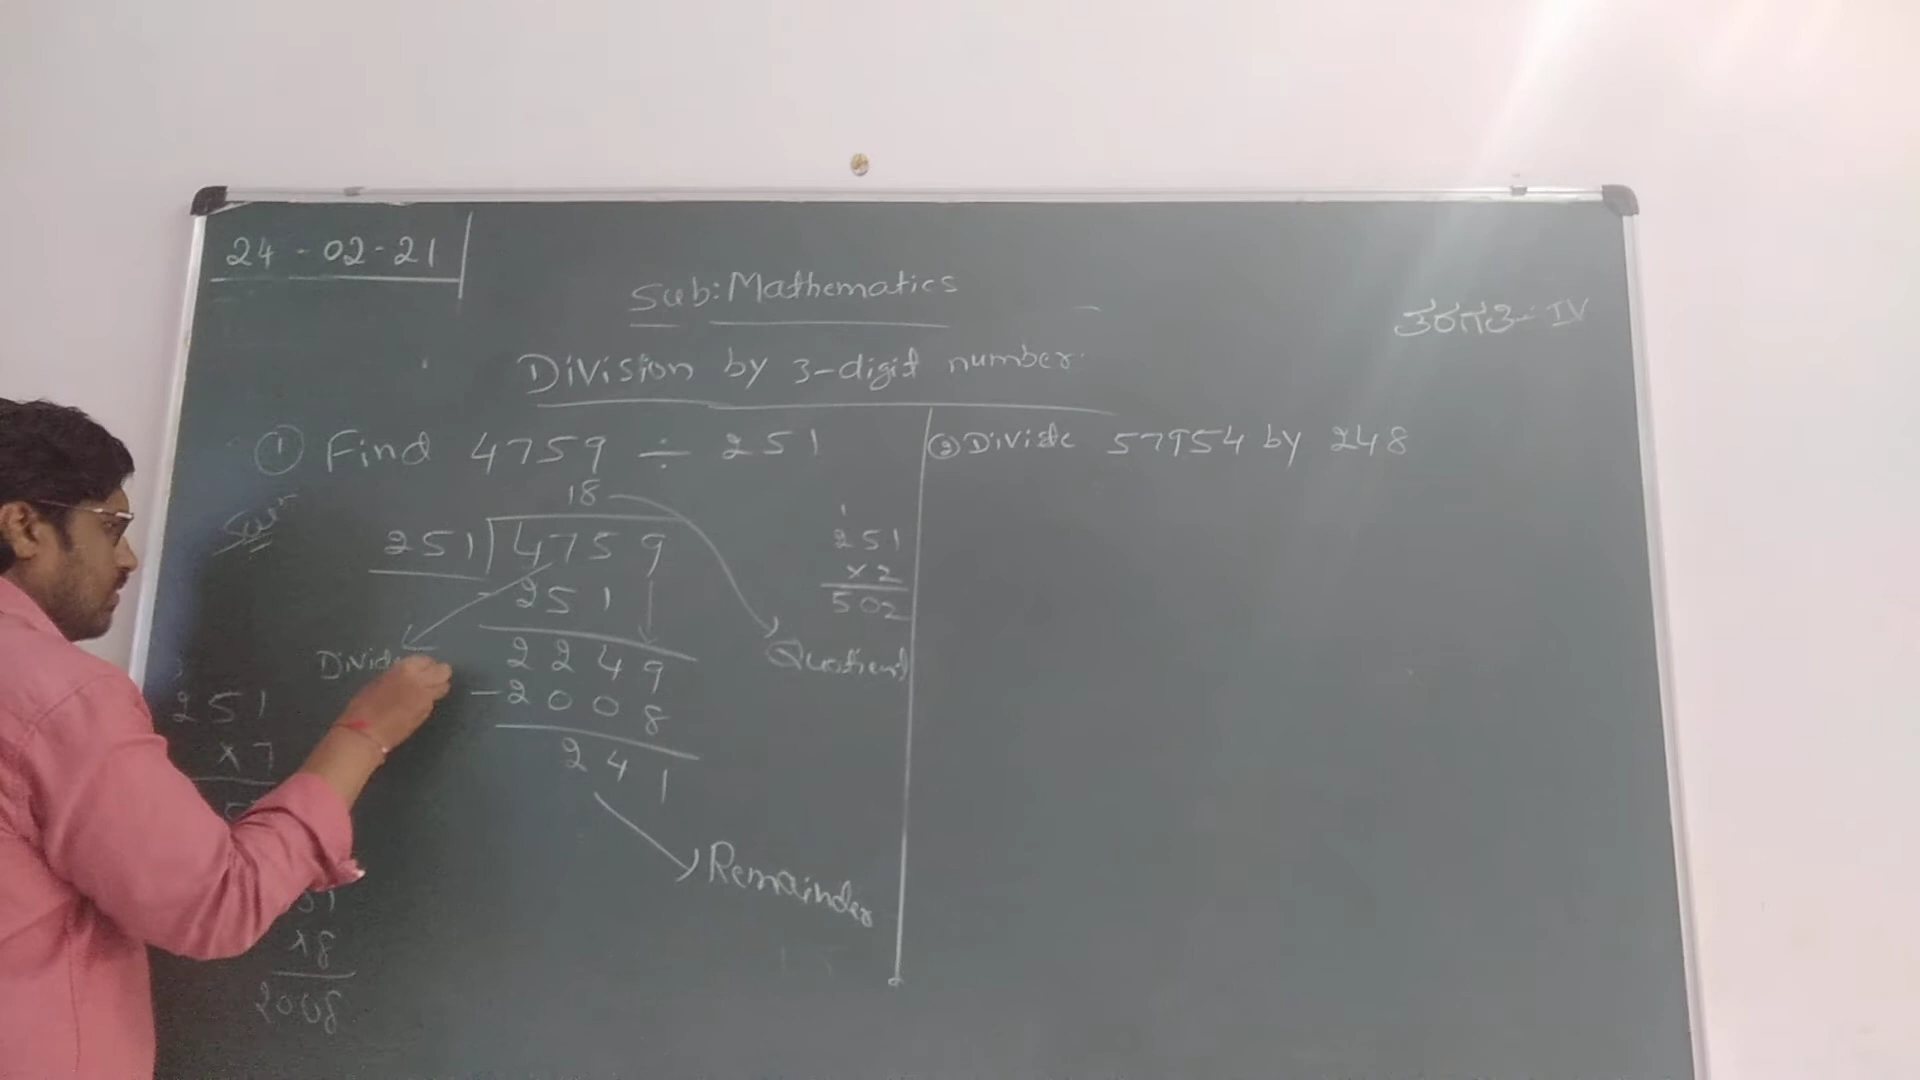 24-02-21
Sub: Mathematics
ತರಗತಿ:- IV
Division by 3-digit number
① Find 4759 ÷ 251
18
251) 4759
- 251
2249
- 2008
241
Quotient
Remainder
1
251
×2
502
251
×7
×8
2008
② Divide 57954 by 248